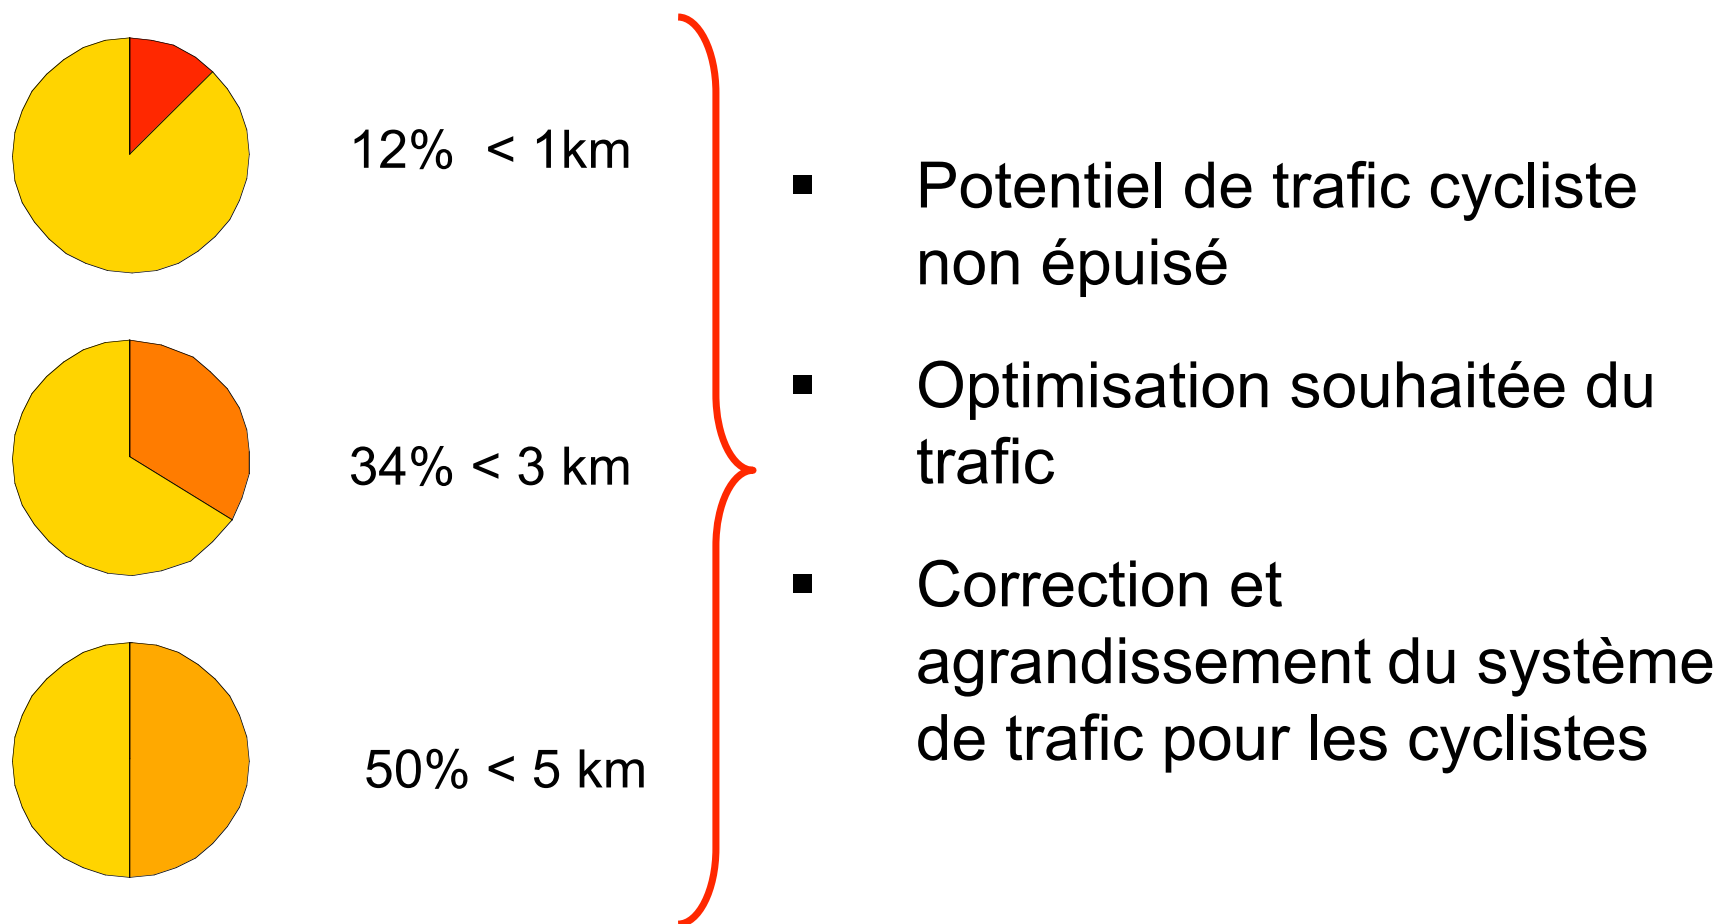 12% < 1km
34% < 3 km
50% < 5 km
▪ Potentiel de trafic cycliste
non épuisé
▪ Optimisation souhaitée du
trafic
▪ Correction et
agrandissement du système
de trafic pour les cyclistes